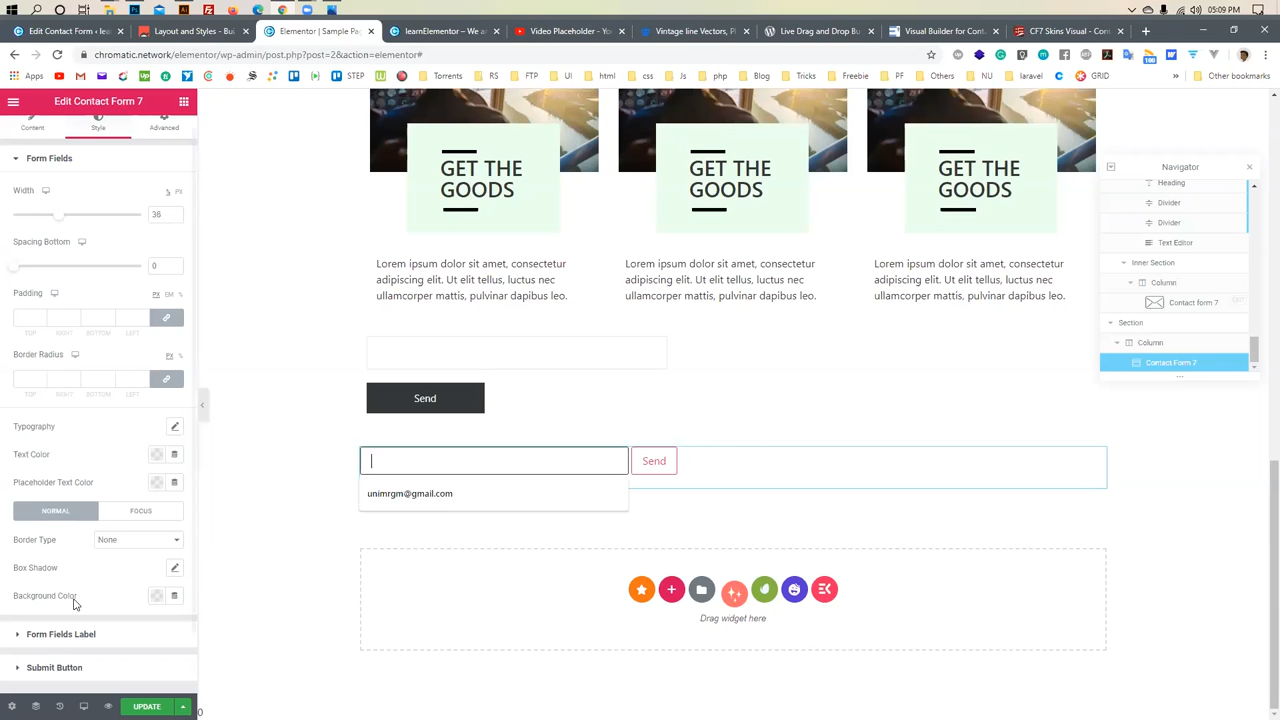 05:09 PM
Edit Contact Form ‹ lea
Layout and Styles - Bui
Elementor | Sample Pa
learnElementor – We a
Video Placeholder - Yo
Vintage line Vectors, P
Live Drag and Drop Bu
Visual Builder for Cont
CF7 Skins Visual - Con
chromatic.network/elementor/wp-admin/post.php?post=2&action=elementor#
Apps
STEP
Torrents
RS
FTP
UI
html
css
Js
php
Blog
Tricks
Freebie
PF
Others
NU
laravel
GRID
Other bookmarks
Edit Contact Form 7
Content
Style
Advanced
Form Fields
Width
% PX
36
Spacing Bottom
0
Padding
PX EM %
TOP RIGHT BOTTOM LEFT
Border Radius
PX %
TOP RIGHT BOTTOM LEFT
Typography
Text Color
Placeholder Text Color
NORMAL
FOCUS
Border Type
None
Box Shadow
Background Color
Form Fields Label
Submit Button
UPDATE
GET THE
GOODS
Lorem ipsum dolor sit amet, consectetur
adipiscing elit. Ut elit tellus, luctus nec
ullamcorper mattis, pulvinar dapibus leo.
GET THE
GOODS
Lorem ipsum dolor sit amet, consectetur
adipiscing elit. Ut elit tellus, luctus nec
ullamcorper mattis, pulvinar dapibus leo.
GET THE
GOODS
Lorem ipsum dolor sit amet, consectetur
adipiscing elit. Ut elit tellus, luctus nec
ullamcorper mattis, pulvinar dapibus leo.
Send
Send
unimrgm@gmail.com
Drag widget here
Navigator
Heading
Divider
Divider
Text Editor
Inner Section
Column
Contact form 7
Section
Column
Contact Form 7